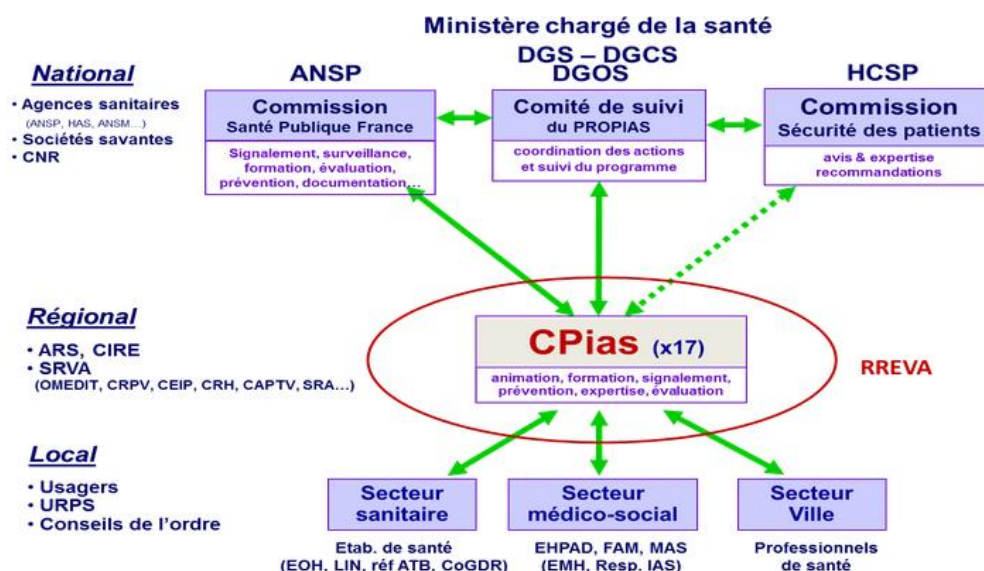 Ministère chargé de la santé
DGS – DGCS
DGOS
National
• Agences sanitaires
(ANSP, HAS, ANSM…)
• Sociétés savantes
• CNR
ANSP
Commission
Santé Publique France
Signalement, surveillance,
formation, évaluation,
prévention, documentation…
Comité de suivi
du PROPIAS
coordination des actions
et suivi du programme
HCSP
Commission
Sécurité des patients
avis & expertise
recommandations
Régional
• ARS, CIRE
• SRVA
(OMEDIT, CRPV, CEIP, CRH, CAPTV, SRA…)
CPias (x17)
animation, formation, signalement,
prévention, expertise, évaluation
RREVA
Local
• Usagers
• URPS
• Conseils de l'ordre
Secteur
sanitaire
Etab. de santé
(EOH, LIN, réf ATB, CoGDR)
Secteur
médico-social
EHPAD, FAM, MAS
(EMH, Resp. IAS)
Secteur
Ville
Professionnels
de santé